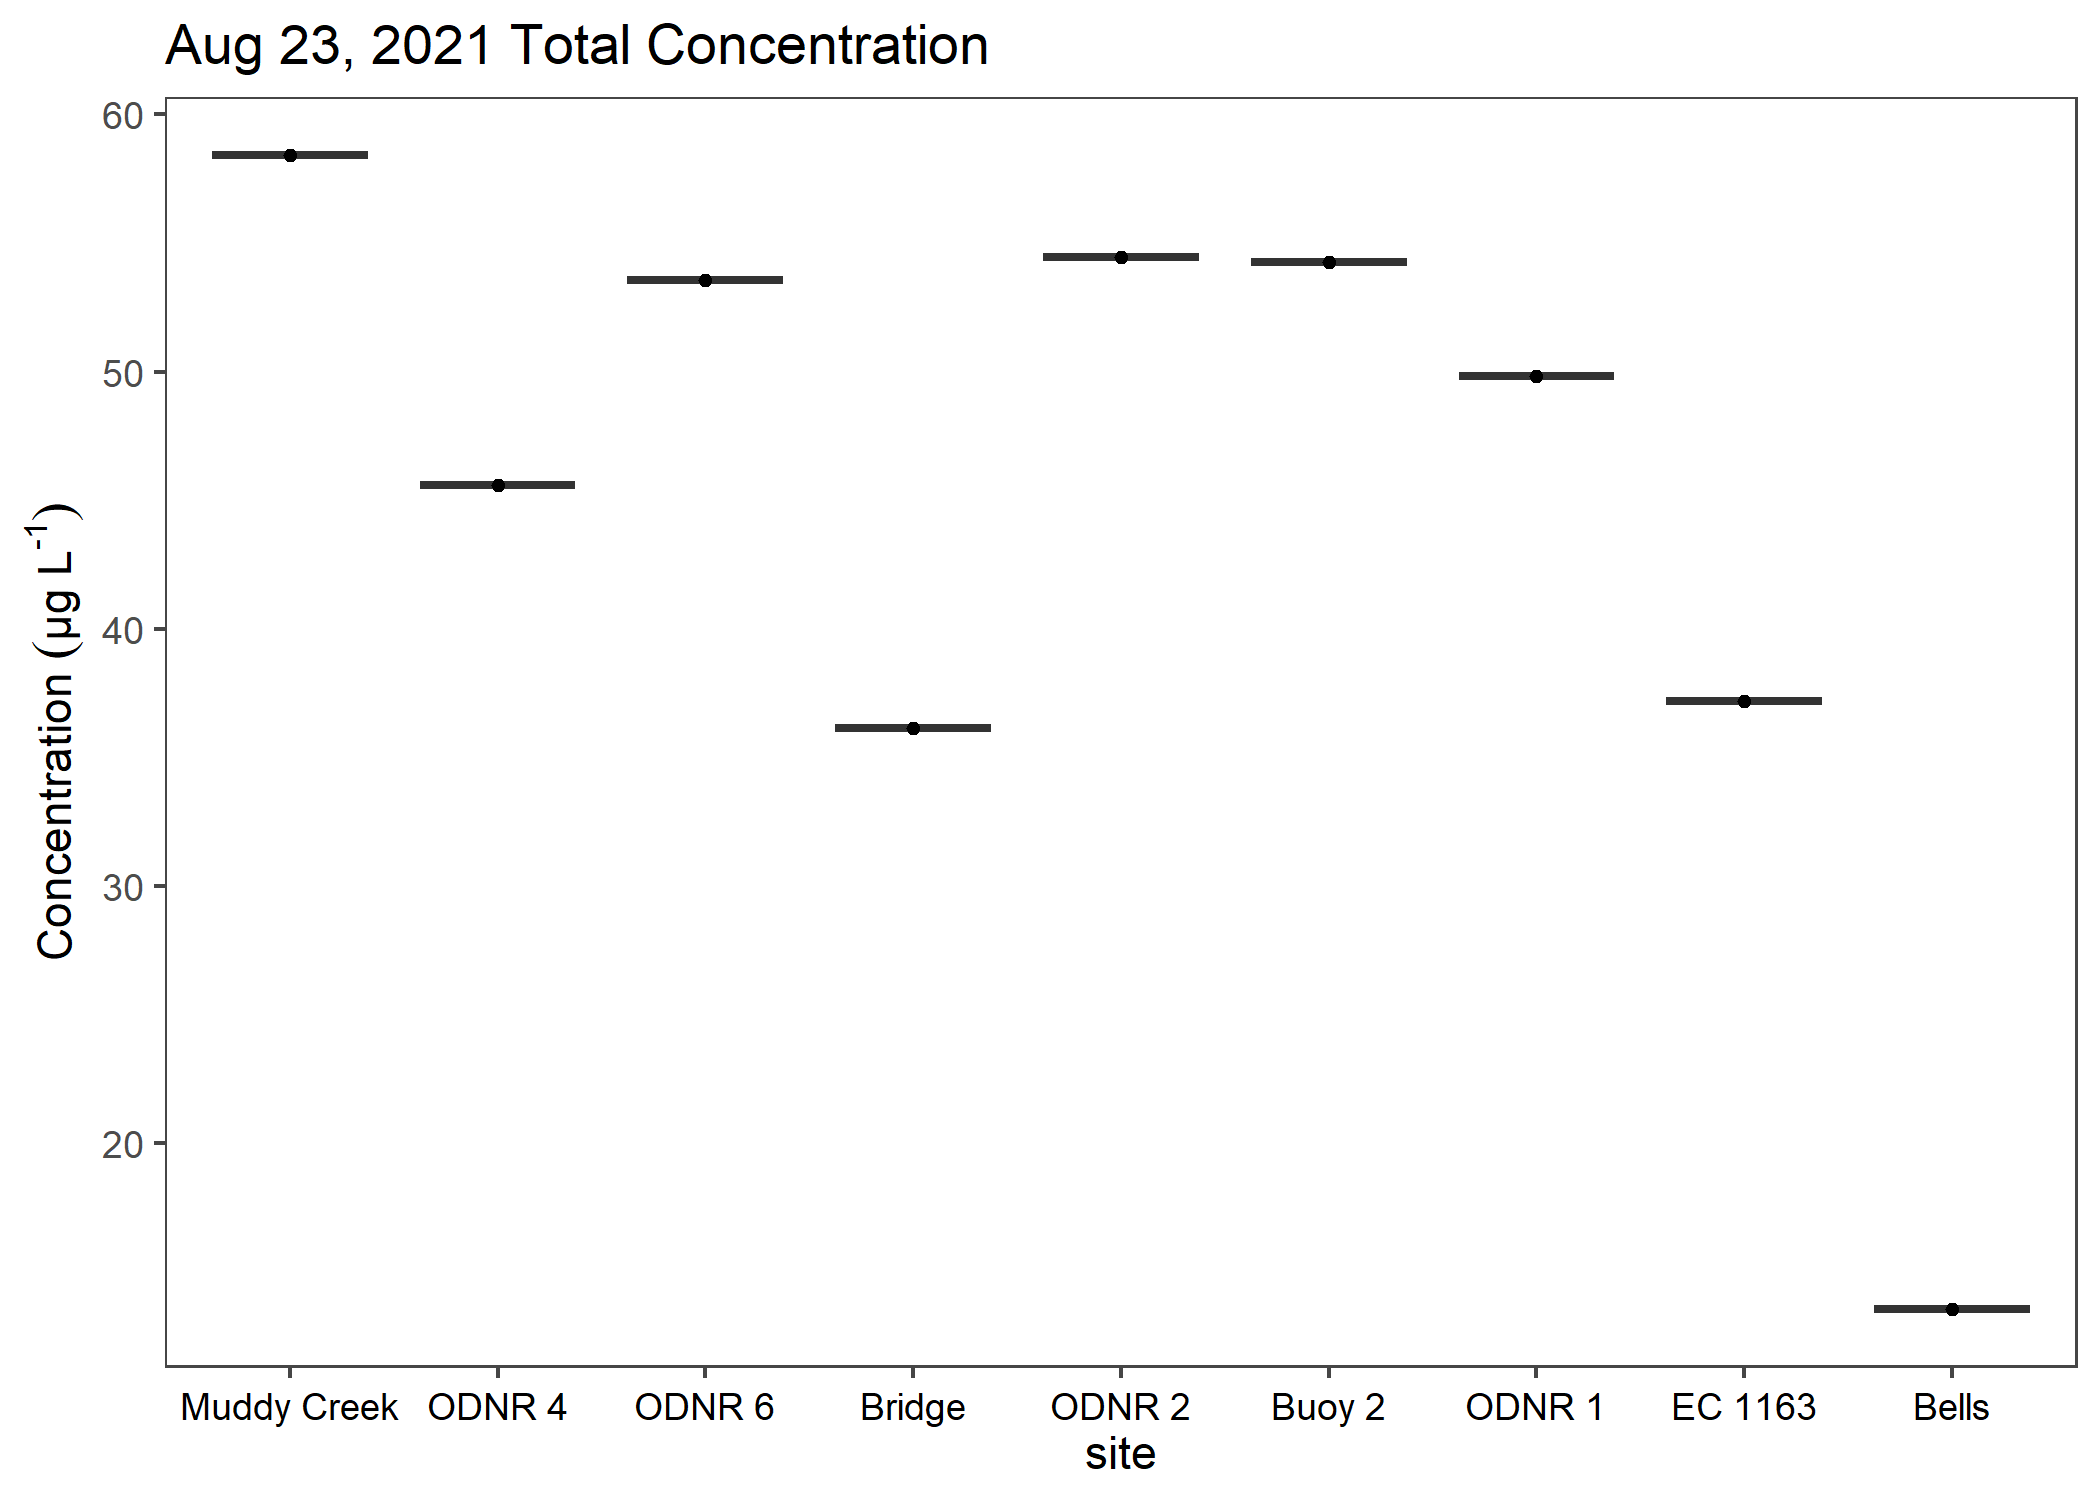 Aug 23, 2021 Total Concentration
Concentration (µg L⁻¹)
60
50
40
30
20
Muddy Creek ODNR 4 ODNR 6 Bridge ODNR 2 Buoy 2 ODNR 1 EC 1163 Bells
site